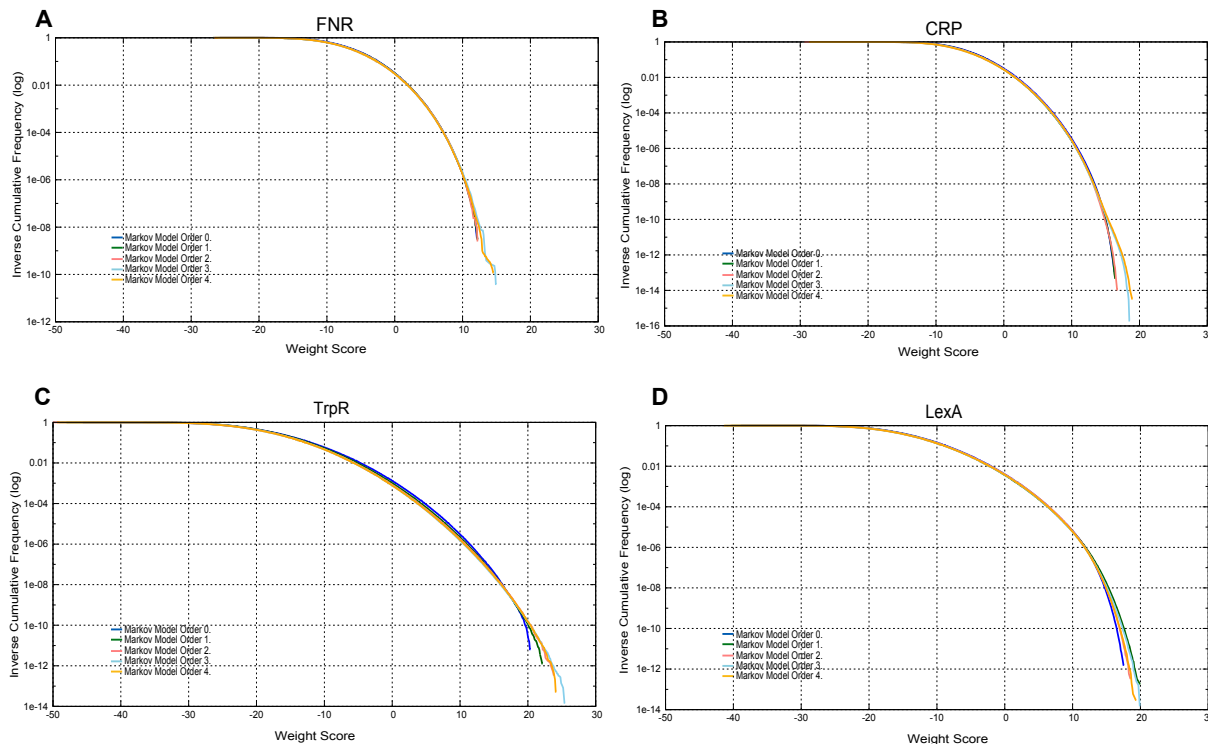 A
FNR
Inverse Cumulative Frequency (log)
1
0.01
1e-04
1e-06
1e-08
1e-10
1e-12
Markov Model Order 0.
Markov Model Order 1.
Markov Model Order 2.
Markov Model Order 3.
Markov Model Order 4.
-50 -40 -30 -20 -10 0 10 20 30
Weight Score
B
CRP
Inverse Cumulative Frequency (log)
1
0.01
1e-04
1e-06
1e-08
1e-10
1e-12
1e-14
1e-16
Markov Model Order 0.
Markov Model Order 1.
Markov Model Order 2.
Markov Model Order 3.
Markov Model Order 4.
-50 -40 -30 -20 -10 0 10 20 30
Weight Score
C
TrpR
Inverse Cumulative Frequency (log)
1
0.01
1e-04
1e-06
1e-08
1e-10
1e-12
1e-14
Markov Model Order 0.
Markov Model Order 1.
Markov Model Order 2.
Markov Model Order 3.
Markov Model Order 4.
-50 -40 -30 -20 -10 0 10 20 30
Weight Score
D
LexA
Inverse Cumulative Frequency (log)
1
0.01
1e-04
1e-06
1e-08
1e-10
1e-12
1e-14
Markov Model Order 0.
Markov Model Order 1.
Markov Model Order 2.
Markov Model Order 3.
Markov Model Order 4.
-50 -40 -30 -20 -10 0 10 20 30
Weight Score